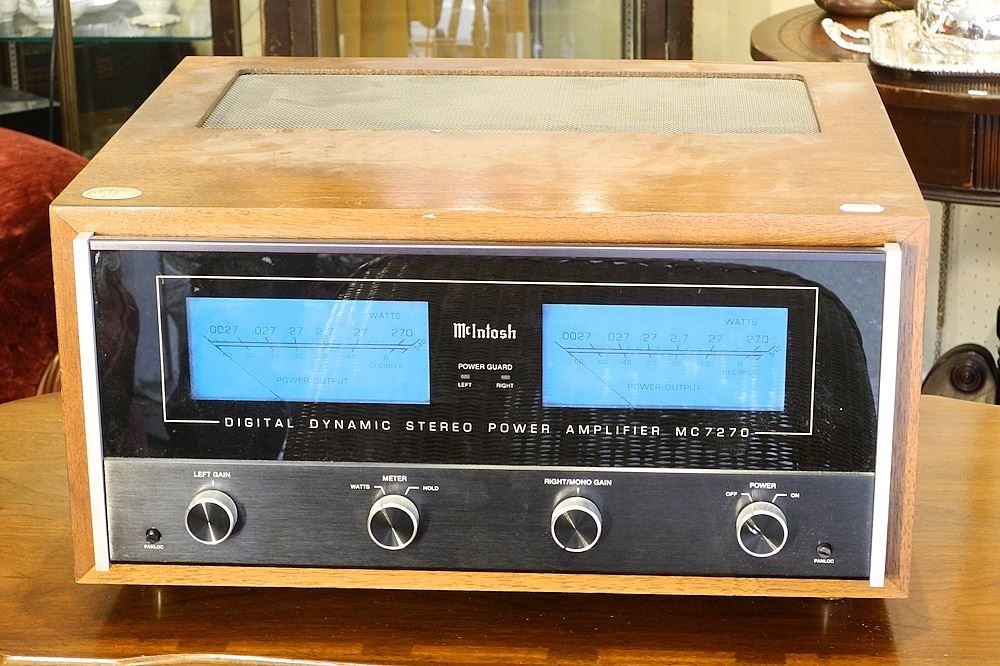 WATTS
.0027 .027 .27 2.7 27 270
DECIBELS
POWER OUTPUT
McIntosh
POWER GUARD
LEFT RIGHT
WATTS
.0027 .037 .27 2.7 27 270
DECIBELS
POWER OUTPUT
DIGITAL DYNAMIC STEREO POWER AMPLIFIER MC7270
LEFT GAIN
METER
WATTS HOLD
RIGHT/MONO GAIN
POWER
OFF ON
PANLOC
PANLOC